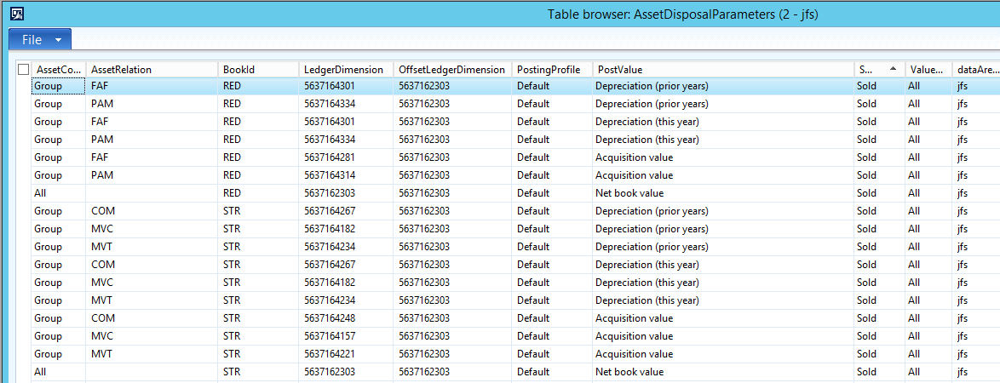 Table browser: AssetDisposalParameters (2 - jfs)
File
AssetCo... AssetRelation BookId LedgerDimension OffsetLedgerDimension PostingProfile PostValue S... Value... dataAre...
Group FAF RED 5637164301 5637162303 Default Depreciation (prior years) Sold All jfs
Group PAM RED 5637164334 5637162303 Default Depreciation (prior years) Sold All jfs
Group FAF RED 5637164301 5637162303 Default Depreciation (this year) Sold All jfs
Group PAM RED 5637164334 5637162303 Default Depreciation (this year) Sold All jfs
Group FAF RED 5637164281 5637162303 Default Acquisition value Sold All jfs
Group PAM RED 5637164314 5637162303 Default Acquisition value Sold All jfs
All RED 5637162303 5637162303 Default Net book value Sold All jfs
Group COM STR 5637164267 5637162303 Default Depreciation (prior years) Sold All jfs
Group MVC STR 5637164182 5637162303 Default Depreciation (prior years) Sold All jfs
Group MVT STR 5637164234 5637162303 Default Depreciation (prior years) Sold All jfs
Group COM STR 5637164267 5637162303 Default Depreciation (this year) Sold All jfs
Group MVC STR 5637164182 5637162303 Default Depreciation (this year) Sold All jfs
Group MVT STR 5637164234 5637162303 Default Depreciation (this year) Sold All jfs
Group COM STR 5637164248 5637162303 Default Acquisition value Sold All jfs
Group MVC STR 5637164157 5637162303 Default Acquisition value Sold All jfs
Group MVT STR 5637164221 5637162303 Default Acquisition value Sold All jfs
All STR 5637162303 5637162303 Default Net book value Sold All jfs